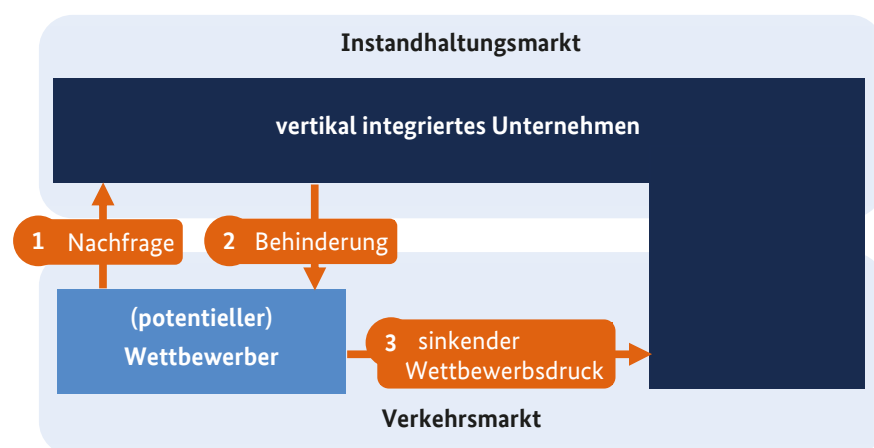 Instandhaltungsmarkt
vertikal integriertes Unternehmen
1 Nachfrage
2 Behinderung
(potentieller)
Wettbewerber
3 sinkender
Wettbewerbsdruck
Verkehrsmarkt